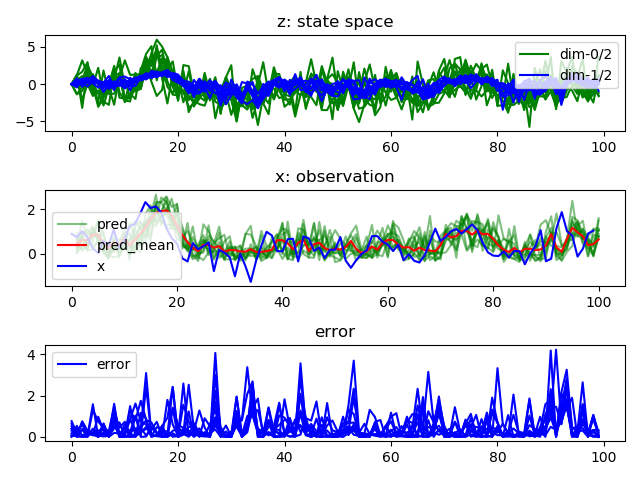 z: state space
5
0
−5
dim-0/2
dim-1/2
0 20 40 60 80 100
x: observation
2
0
pred
pred_mean
x
0 20 40 60 80 100
error
4
2
0
error
0 20 40 60 80 100